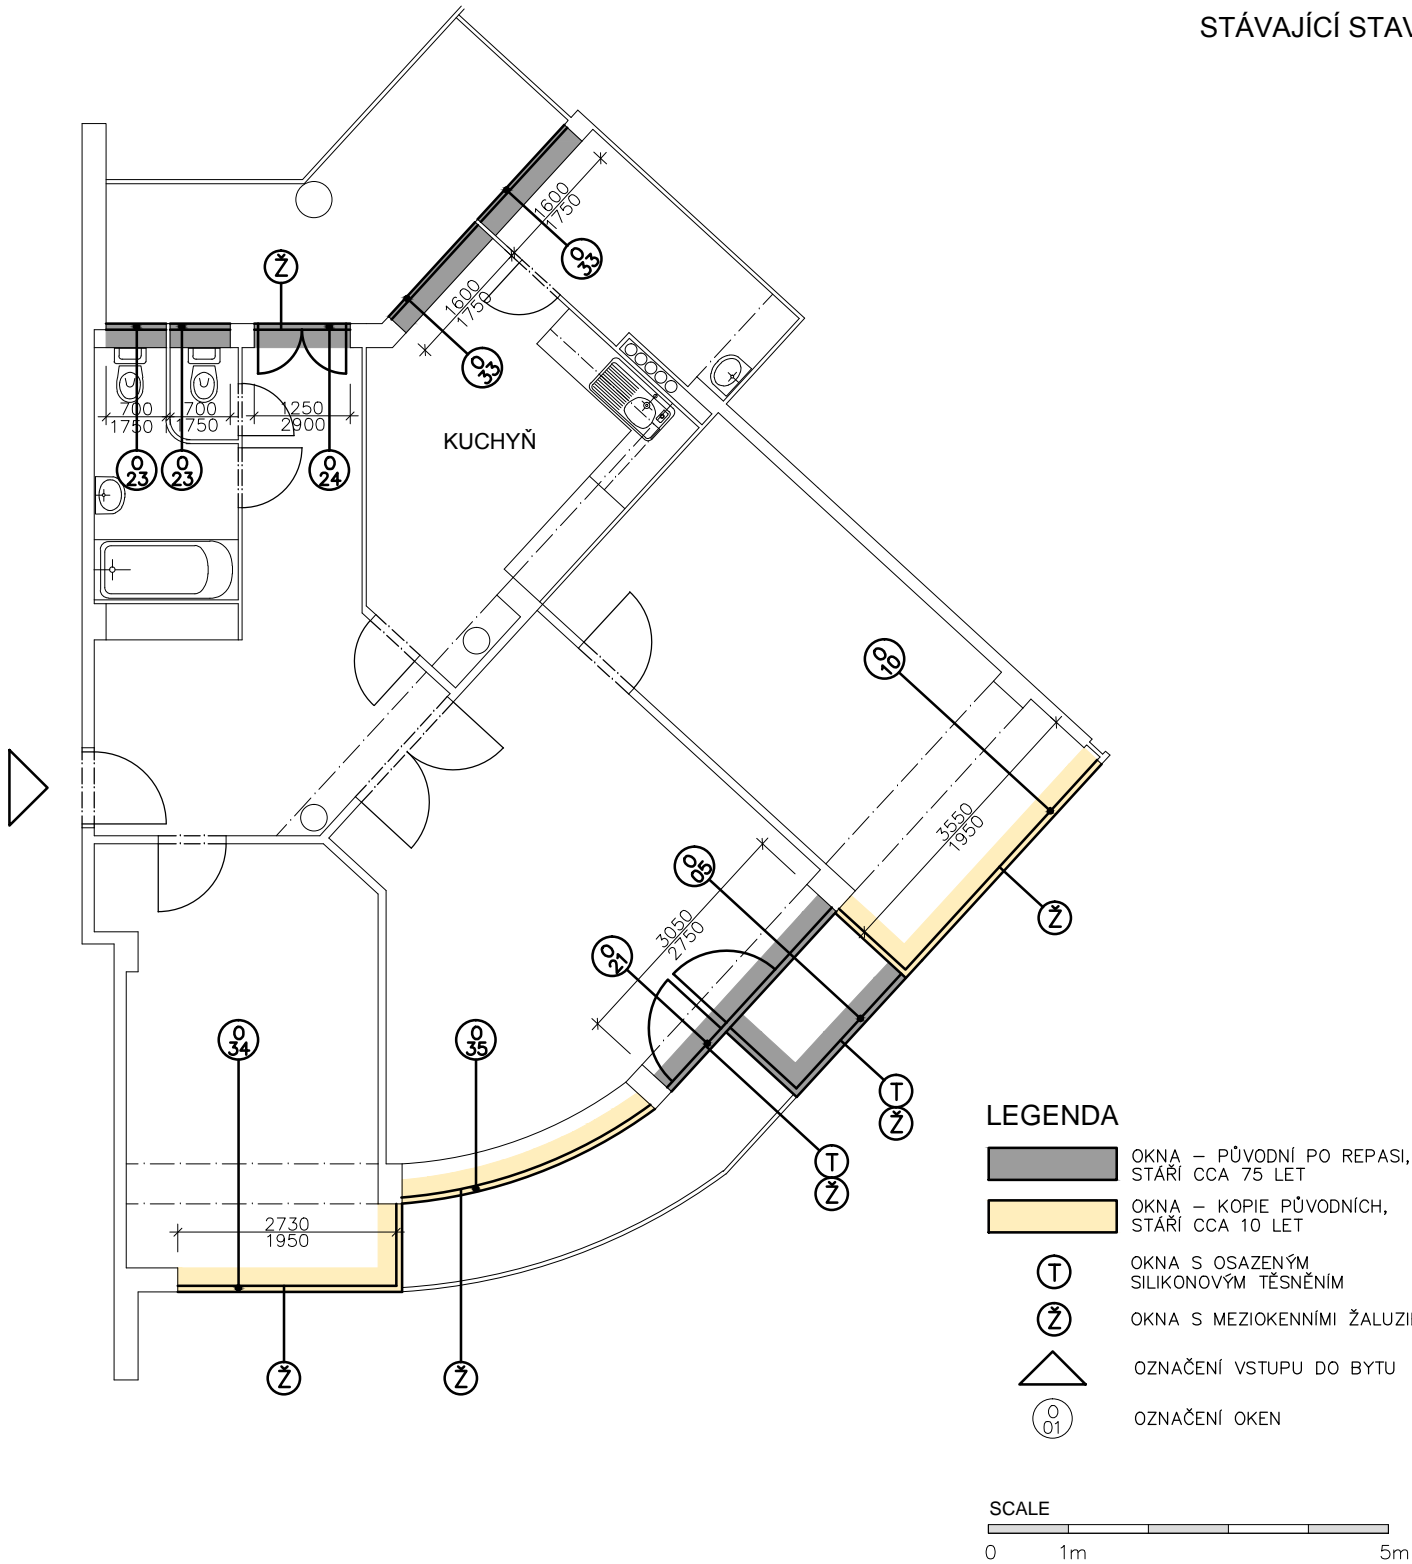 STÁVAJÍCÍ STAV
1600
1750
O
33
Ž
1600
1750
O
33
700
1750
700
1750
1250
2900
KUCHYŇ
O
23
O
23
O
24
O
10
3550
1950
O
05
Ž
3050
2750
O
21
O
34
O
35
T
Ž
T
Ž
2730
1950
Ž
Ž
LEGENDA
OKNA – PŮVODNÍ PO REPASI,
STÁŘÍ CCA 75 LET
OKNA – KOPIE PŮVODNÍCH,
STÁŘÍ CCA 10 LET
T
OKNA S OSAZENÝM
SILIKONOVÝM TĚSNĚNÍM
Ž
OKNA S MEZIOKENNÍMI
OZNAČENÍ VSTUPU DO BYTU
O
01
OZNAČENÍ OKEN
SCALE
0 1m 5m